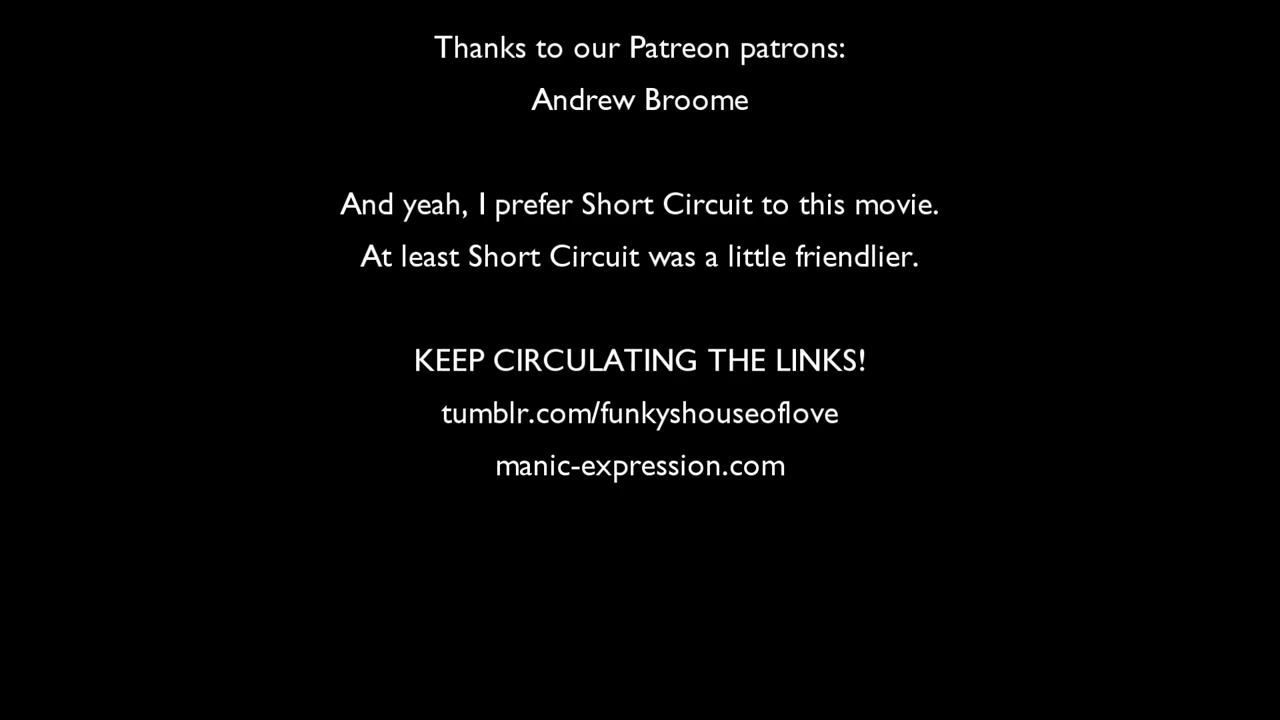 Thanks to our Patreon patrons:
Andrew Broome
And yeah, I prefer Short Circuit to this movie.
At least Short Circuit was a little friendlier.
KEEP CIRCULATING THE LINKS!
tumblr.com/funkyshouseoflove
manic-expression.com